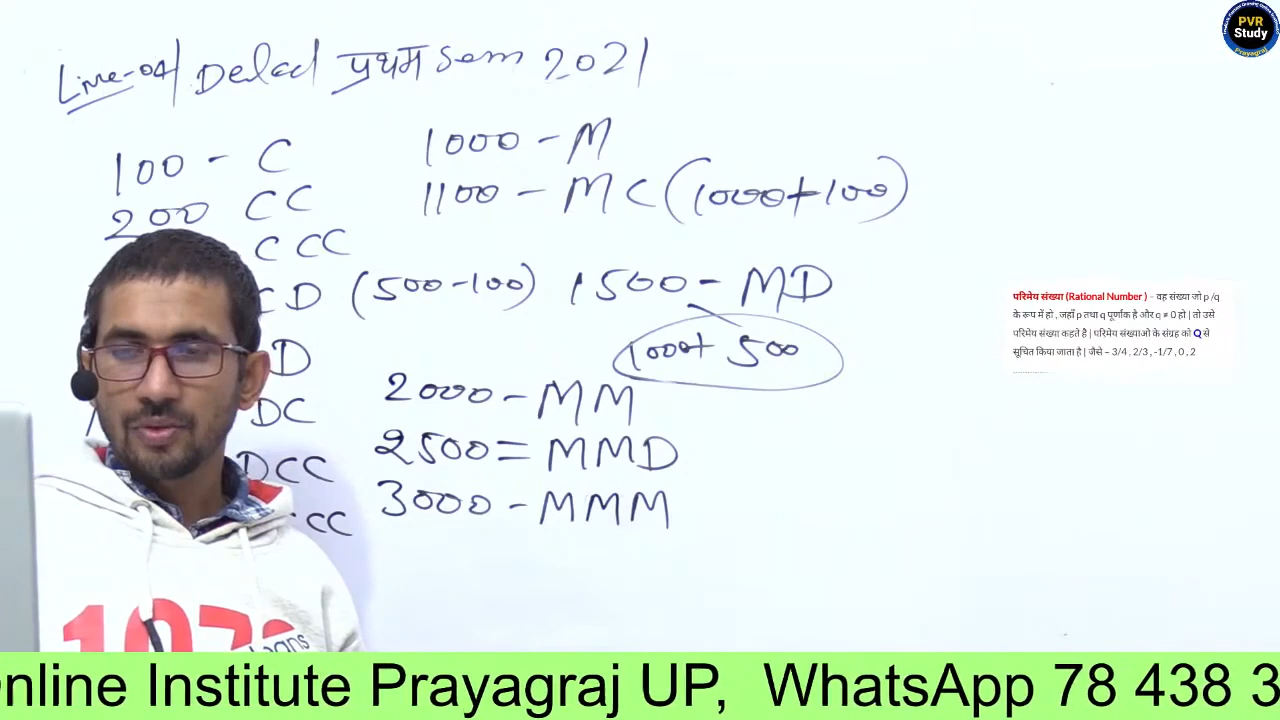 PVR
Study
Prayagraj
Live-04 Deled प्रथम Sem 2021
100 - C
200 CC
CCC
CD (500-100)
D
DC
DCC
CC
1000 - M
1100 - MC (1000+100)
1500 - MD
1000+ 500
2000 - MM
2500 = MMD
3000 - MMM
परिमेय संख्या (Rational Number ) - वह संख्या जो p /q
के रूप में हो , जहाँ p तथा q पूर्णांक है और q ≠ 0 हो | तो उसे
परिमेय संख्या कहते हैं | परिमेय संख्याओ के संग्रह को Q से
सूचित किया जाता है | जैसे - 3/4 , 2/3 , -1/7 , 0 , 2
nline Institute Prayagraj UP, WhatsApp 78 438 3